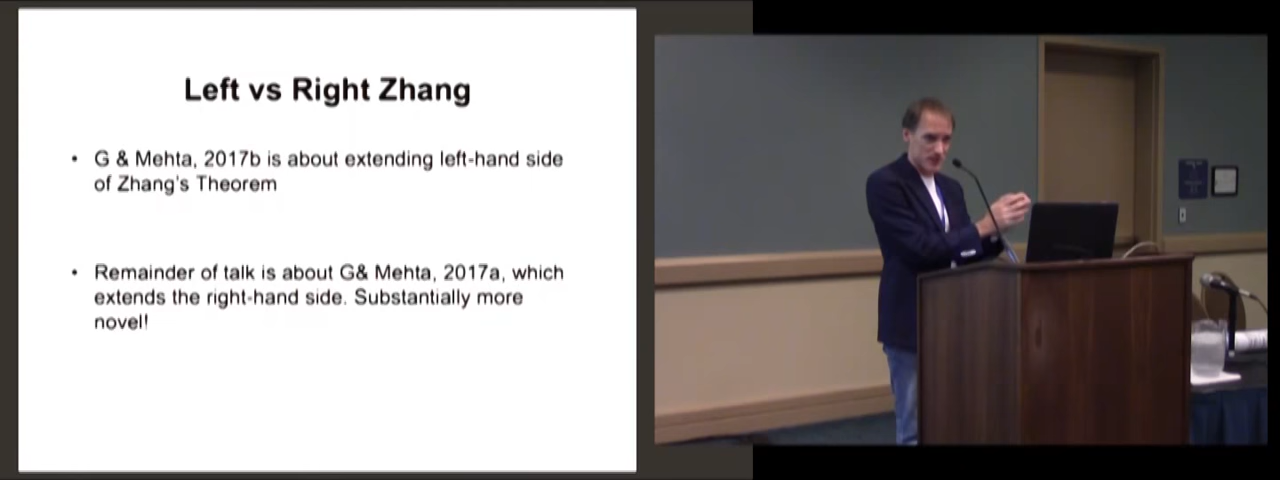 Left vs Right Zhang
• G & Mehta, 2017b is about extending left-hand side
of Zhang's Theorem
• Remainder of talk is about G& Mehta, 2017a, which
extends the right-hand side. Substantially more
novel!